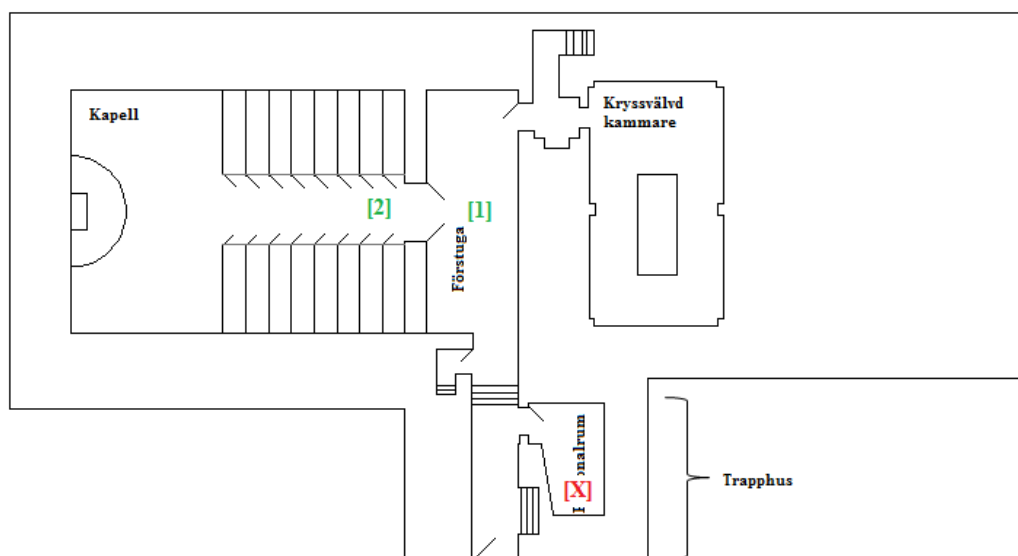 Kapell
Kryssvälvd
kammare
[2]
[1]
Förstuga
[X]
Trapphus